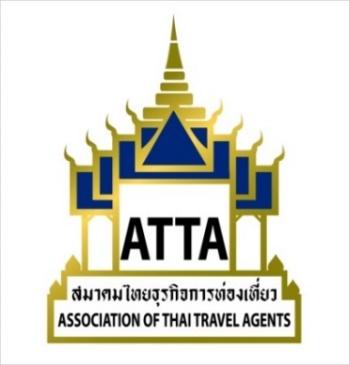 ATTA
สมาคมไทยธุรกิจการท่องเที่ยว
ASSOCIATION OF THAI TRAVEL AGENTS